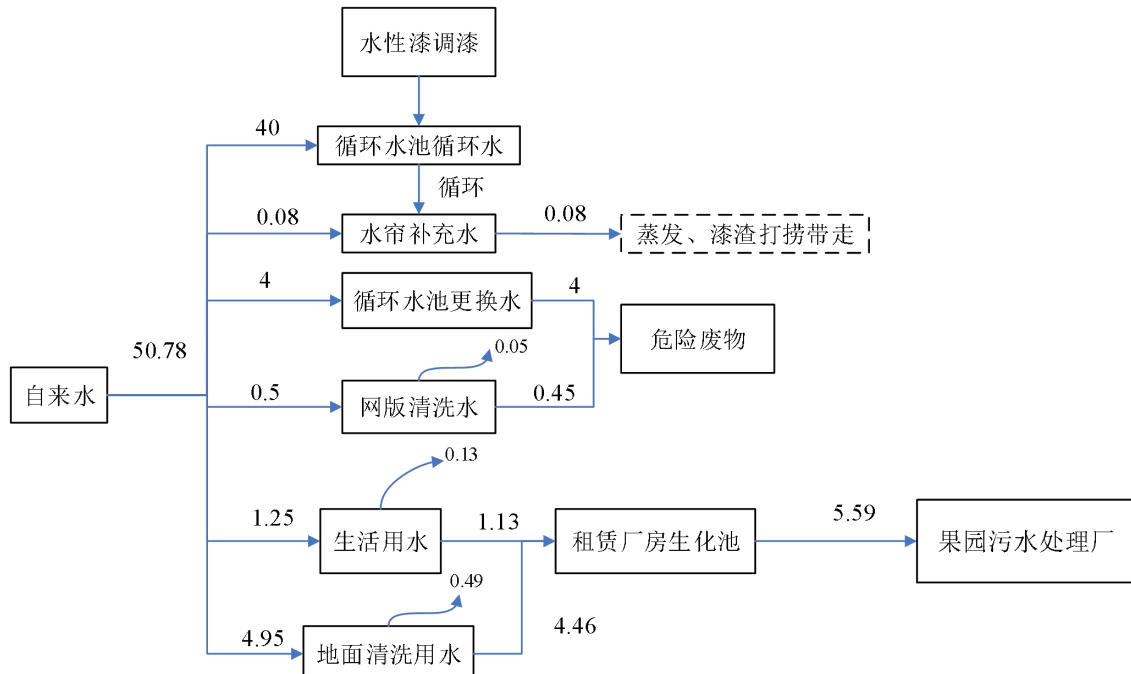 水性漆调漆
40
循环水池循环水
循环
0.08
水帘补充水
0.08
蒸发、漆渣打捞带走
4
循环水池更换水
4
危险废物
50.78
0.05
自来水
0.5
网版清洗水
0.45
0.13
1.25
生活用水
1.13
租赁厂房生化池
5.59
果园污水处理厂
0.49
4.95
地面清洗用水
4.46